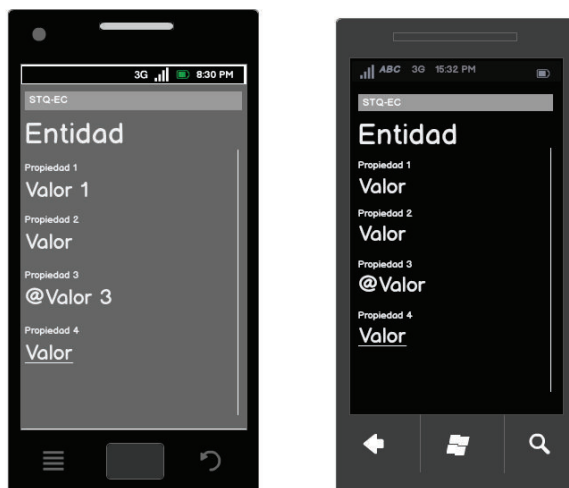 3G 8:30 PM
STQ-EC
Entidad
Propiedad 1
Valor 1
Propiedad 2
Valor
Propiedad 3
@Valor 3
Propiedad 4
Valor
ABC 3G 15:32 PM
STQ-EC
Entidad
Propiedad 1
Valor
Propiedad 2
Valor
Propiedad 3
@Valor
Propiedad 4
Valor